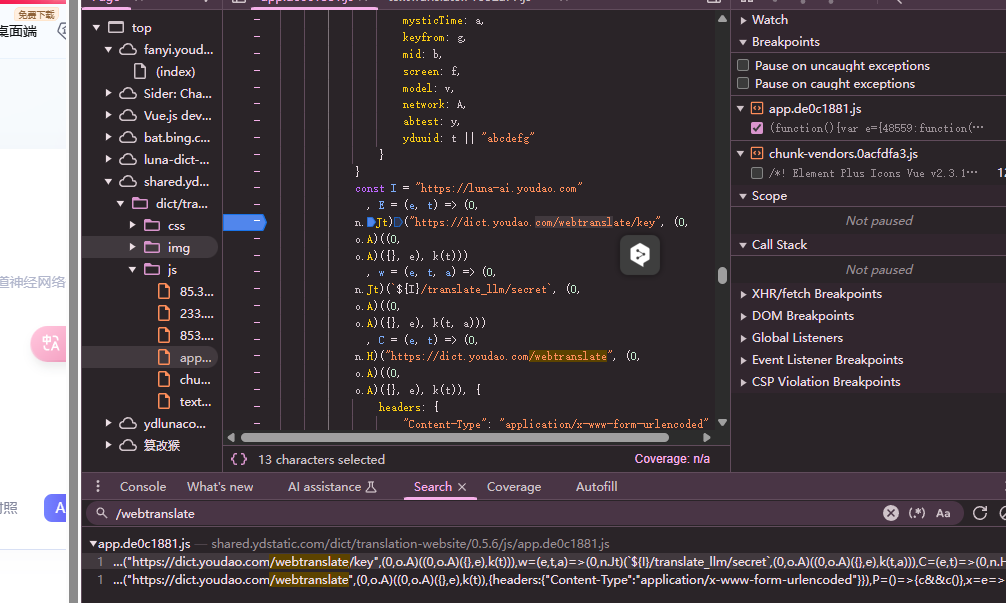 免费下载
桌面端
道神经网络
对照
A
top
fanyi.youd...
(index)
Sider: Cha...
Vue.js dev...
bat.bing.c...
luna-dict-...
shared.yd...
dict/tra...
css
img
js
85.3...
233....
853....
app...
chu...
text...
ydlunaco...
篡改猴
mysticTime: a,
keyfrom: g,
mid: b,
screen: f,
model: v,
network: A,
abtest: y,
yduuid: t || "abcdefg"
}
}
const I = "https://luna-ai.youdao.com"
, E = (e, t) => (0,
n.Jt)("https://dict.youdao.com/webtranslate/key", (0,
o.A)((0,
o.A)({}, e), k(t)))
, w = (e, t, a) => (0,
n.Jt)(`${I}/translate_llm/secret`, (0,
o.A)((0,
o.A)({}, e), k(t, a)))
, C = (e, t) => (0,
n.H)("https://dict.youdao.com/webtranslate", (0,
o.A)((0,
o.A)({}, e), k(t)), {
headers: {
"Content-Type": "application/x-www-form-urlencoded"
{} 13 characters selected
Coverage: n/a
Watch
Breakpoints
Pause on uncaught exceptions
Pause on caught exceptions
app.de0c1881.js
(function(){var e={48559:function(…
chunk-vendors.0acfdfa3.js
/*! Element Plus Icons Vue v2.3.1…
Scope
Not paused
Call Stack
Not paused
XHR/fetch Breakpoints
DOM Breakpoints
Global Listeners
Event Listener Breakpoints
CSP Violation Breakpoints
Console What's new AI assistance Search Coverage Autofill
/webtranslate (.*) Aa
app.de0c1881.js — shared.ydstatic.com/dict/translation-website/0.5.6/js/app.de0c1881.js
1 ...("https://dict.youdao.com/webtranslate/key",(0,o.A)((0,o.A)({},e),k(t))),w=(e,t,a)=>(0,n.Jt)(`${I}/translate_llm/secret`,(0,o.A)((0,o.A)({},e),k(t,a))),C=(e,t)=>(0,n.H
1 ...("https://dict.youdao.com/webtranslate",(0,o.A)((0,o.A)({},e),k(t)),{headers:{"Content-Type":"application/x-www-form-urlencoded"}}),P=()=>{c&&c()},x=e=>